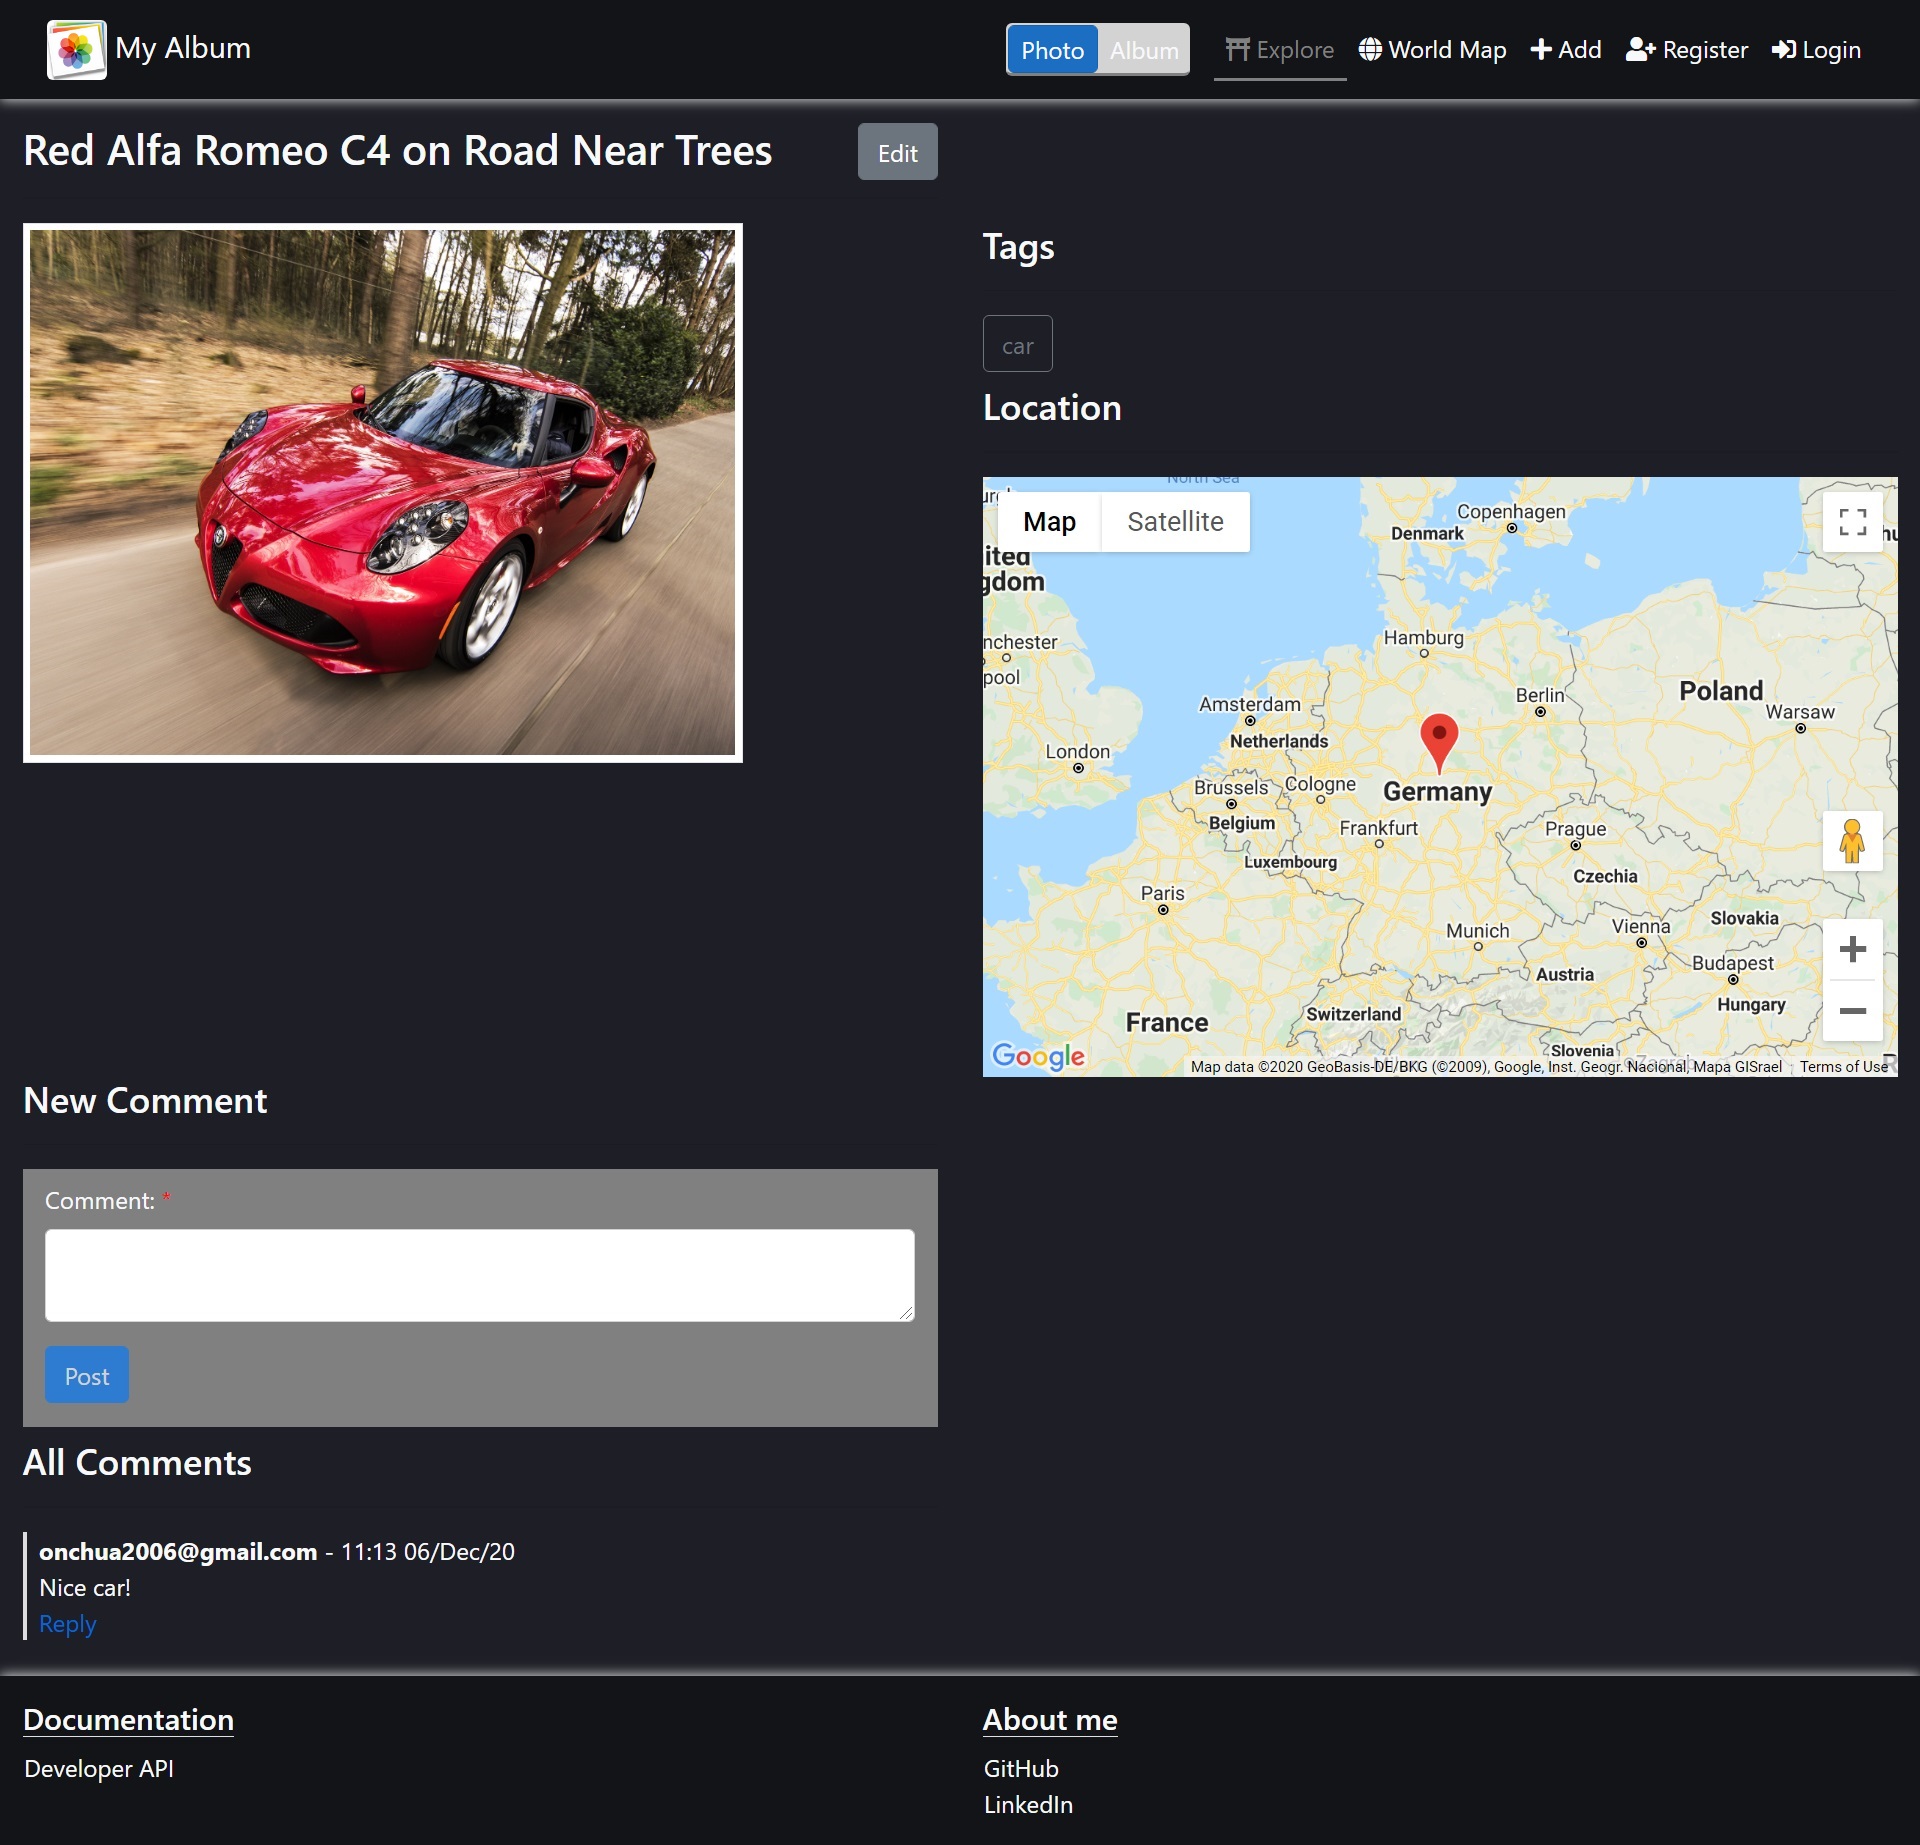 My Album
Photo Album Explore World Map Add Register Login
Red Alfa Romeo C4 on Road Near Trees
Edit
Tags
car
Location
North Sea
Map Satellite
Copenhagen
Denmark
ited
gdom
Hamburg
nchester
pool
Berlin
Poland
Amsterdam
Warsaw
Netherlands
London
Brussels
Cologne
Germany
Belgium
Frankfurt
Prague
Luxembourg
Czechia
Paris
Slovakia
Vienna
Munich
Budapest
Austria
Hungary
Switzerland
France
Slovenia
Zagreb
Google
Map data ©2020 GeoBasis-DE/BKG (©2009), Google, Inst. Geogr. Nacional, Mapa GISrael Terms of Use
New Comment
Comment: *
Post
All Comments
onchua2006@gmail.com - 11:13 06/Dec/20
Nice car!
Reply
Documentation
Developer API
About me
GitHub
LinkedIn